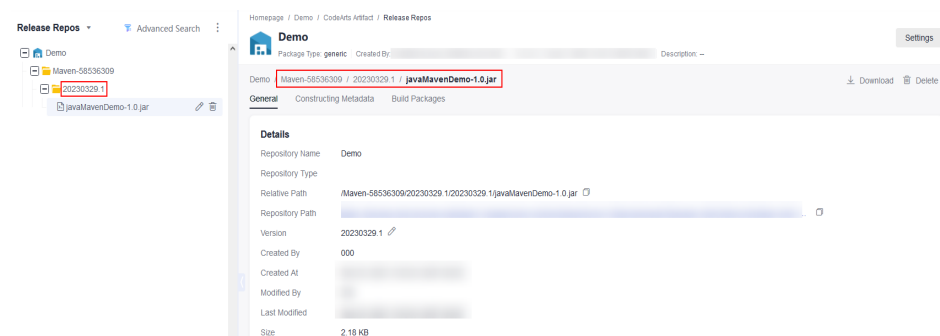 Release Repos
Advanced Search
Demo
Maven-58536309
20230329.1
javaMavenDemo-1.0.jar
Homepage / Demo / CodeArts Artifact / Release Repos
Demo
Package Type: generic Created By:
Description: --
Settings
Demo / Maven-58536309 / 20230329.1 / javaMavenDemo-1.0.jar
Download Delete
General Constructing Metadata Build Packages
Details
Repository Name Demo
Repository Type
Relative Path /Maven-58536309/20230329.1/20230329.1/javaMavenDemo-1.0.jar
Repository Path
Version 20230329.1
Created By 000
Created At
Modified By
Last Modified
Size 2.18 KB